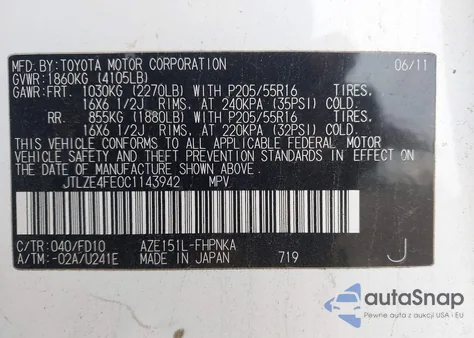 MFD.BY:TOYOTA MOTOR CORPORATION 06/11
GVWR:1860KG (4105LB)
GAWR:FRT. 1030KG (2270LB) WITH P205/55R16 TIRES,
16X6 1/2J RIMS, AT 240KPA (35PSI) COLD.
RR. 855KG (1880LB) WITH P205/55R16 TIRES,
16X6 1/2J RIMS, AT 220KPA (32PSI) COLD.
THIS VEHICLE CONFORMS TO ALL APPLICABLE FEDERAL MOTOR
VEHICLE SAFETY AND THEFT PREVENTION STANDARDS IN EFFECT ON
THE DATE OF MANUFACTURE SHOWN ABOVE.
JTLZE4FE0C1143942 MPV
C/TR:040/FD10 AZE151L-FHPNKA
A/TM:-02A/U241E MADE IN JAPAN 719 J
autoSnap
Pewne auta z USA i EU